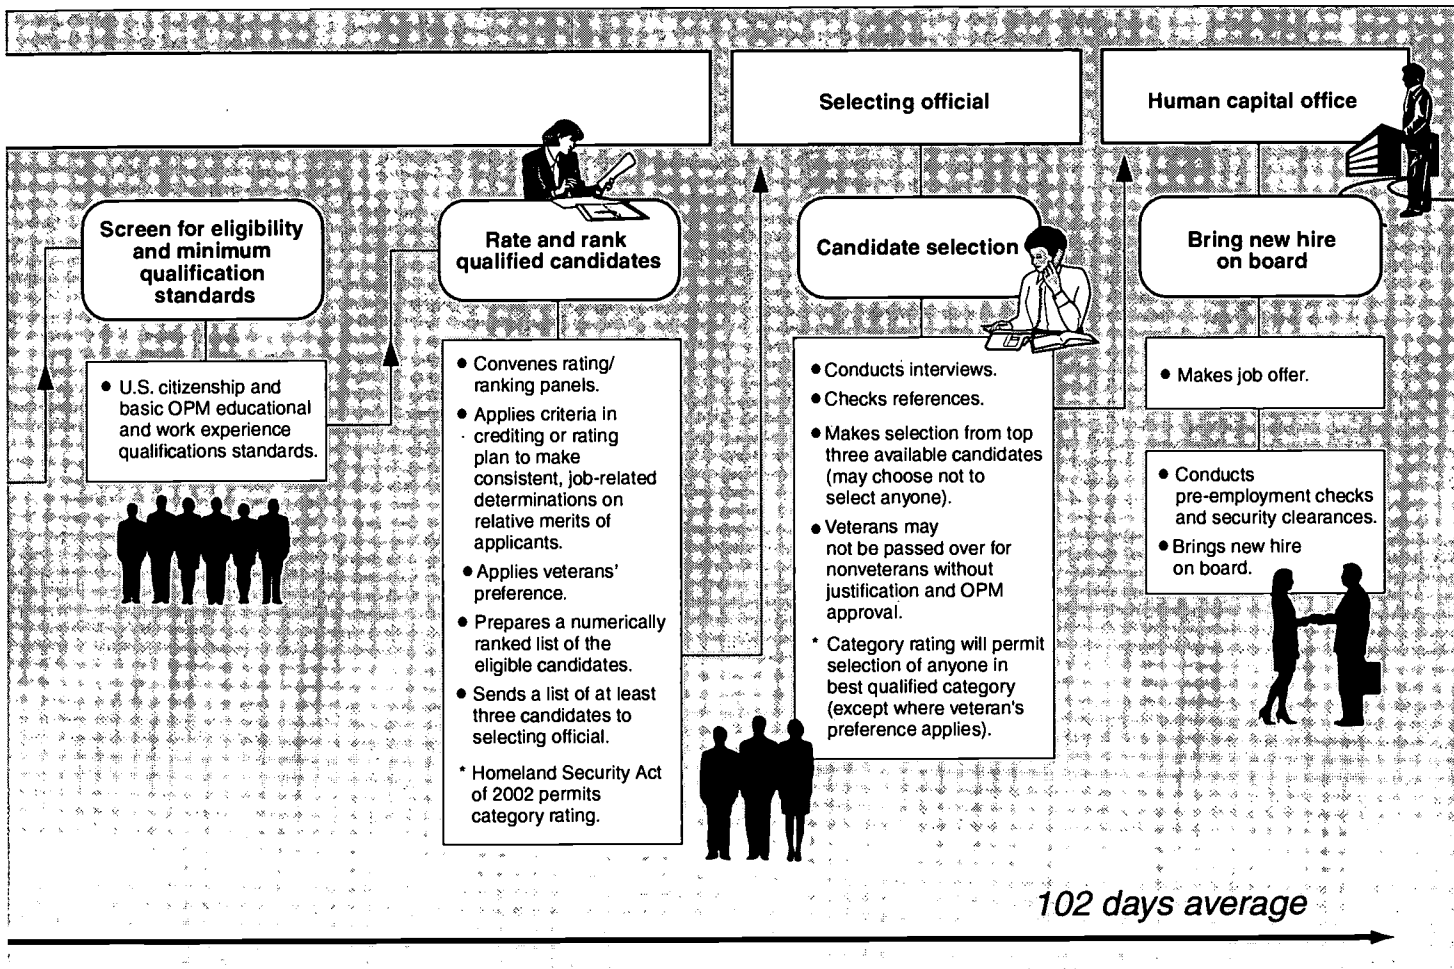 Selecting official
Human capital office
Screen for eligibility
and minimum
qualification
standards
Rate and rank
qualified candidates
Candidate selection
Bring new hire
on board
● U.S. citizenship and
basic OPM educational
and work experience
qualifications standards.
● Convenes rating/
ranking panels.
● Applies criteria in
crediting or rating
plan to make
consistent, job-related
determinations on
relative merits of
applicants.
● Applies veterans'
preference.
● Prepares a numerically
ranked list of the
eligible candidates.
● Sends a list of at least
three candidates to
selecting official.
* Homeland Security Act
of 2002 permits
category rating.
● Conducts interviews.
● Checks references.
● Makes selection from top
three available candidates
(may choose not to
select anyone).
● Veterans may
not be passed over for
nonveterans without
justification and OPM
approval.
* Category rating will permit
selection of anyone in
best qualified category
(except where veteran's
preference applies).
● Makes job offer.
● Conducts
pre-employment checks
and security clearances.
● Brings new hire
on board.
102 days average